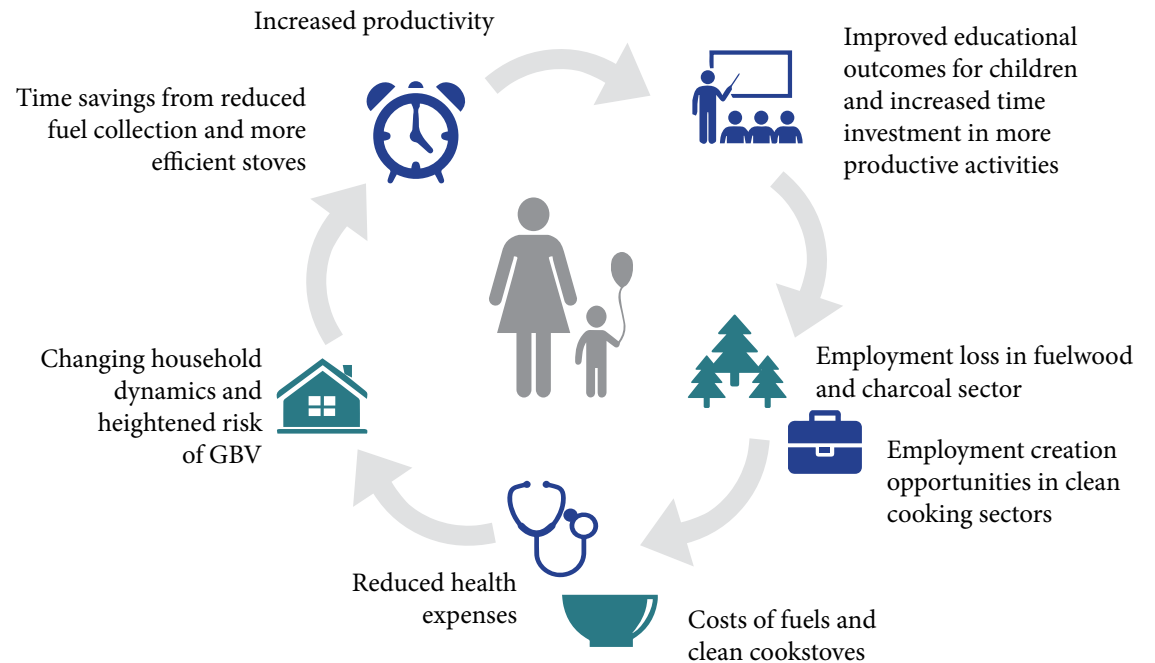 Increased productivity
Time savings from reduced
fuel collection and more
efficient stoves
Improved educational
outcomes for children
and increased time
investment in more
productive activities
Employment loss in fuelwood
and charcoal sector
Employment creation
opportunities in clean
cooking sectors
Changing household
dynamics and
heightened risk
of GBV
Reduced health
expenses
Costs of fuels and
clean cookstoves